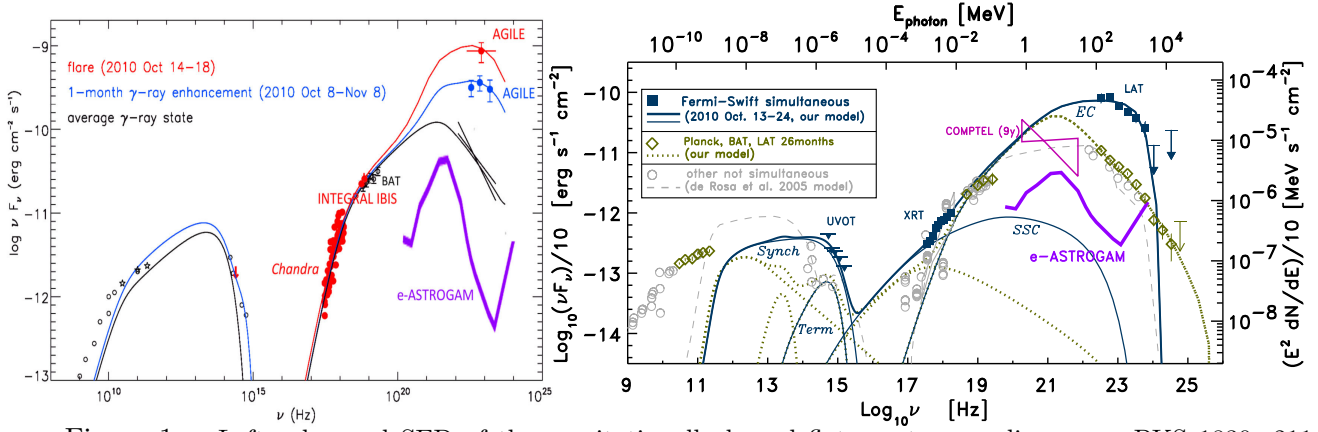 AGILE
flare (2010 Oct 14-18)
1-month γ-ray enhancement (2010 Oct 8-Nov 8)
average γ-ray state
AGILE
BAT
INTEGRAL IBIS
Chandra
e-ASTROGAM
log ν Fν (erg cm⁻² s⁻¹)
-9
-10
-11
-12
-13
10¹⁰
10¹⁵
10²⁰
10²⁵
ν (Hz)
E_photon [MeV]
10⁻¹⁰
10⁻⁸
10⁻⁶
10⁻⁴
10⁻²
1
10²
10⁴
Fermi-Swift simultaneous
(2010 Oct. 13-24, our model)
Planck, BAT, LAT 26months
(our model)
other not simultaneous
(de Rosa et al. 2005 model)
LAT
EC
COMPTEL (9y)
UVOT
XRT
Synch
SSC
e-ASTROGAM
Term
Log₁₀(νFν)/10 [erg s⁻¹ cm⁻²]
-10
-11
-12
-13
-14
10⁻⁴
10⁻⁵
10⁻⁶
10⁻⁷
10⁻⁸
(E² dN/dE)/10 [MeV s⁻¹ cm⁻²]
9
11
13
15
17
19
21
23
25
Log₁₀ν [Hz]